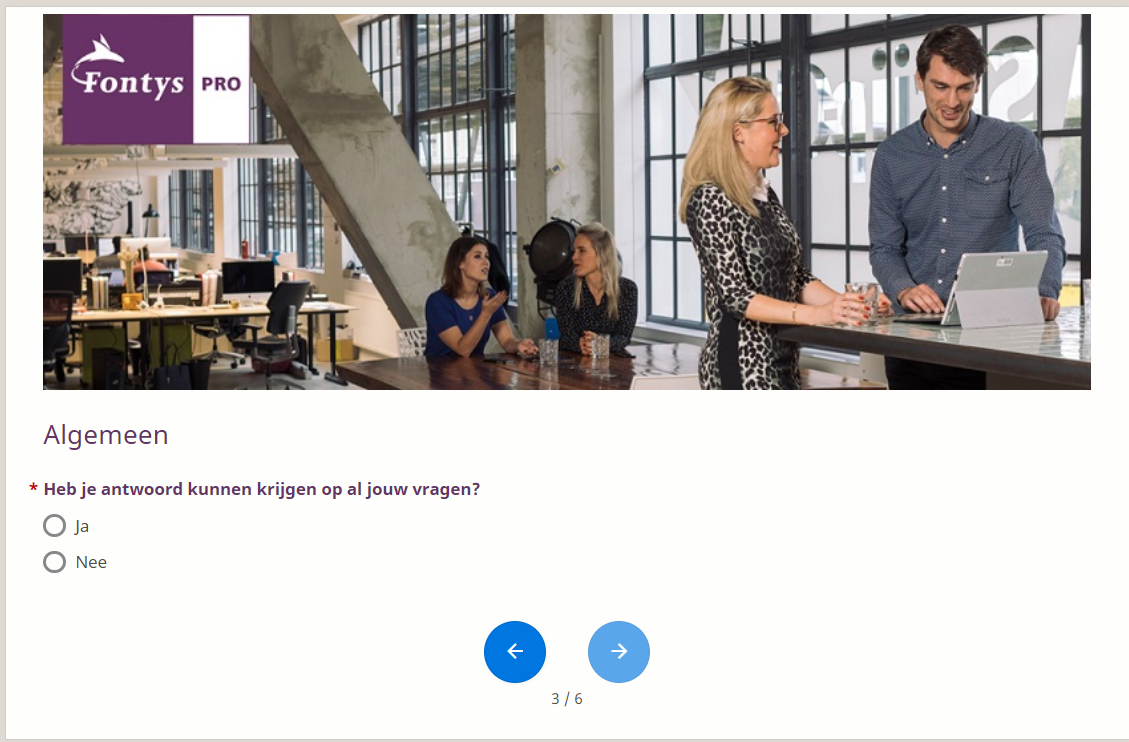 Fontys PRO
Algemeen
* Heb je antwoord kunnen krijgen op al jouw vragen?
Ja
Nee
3 / 6